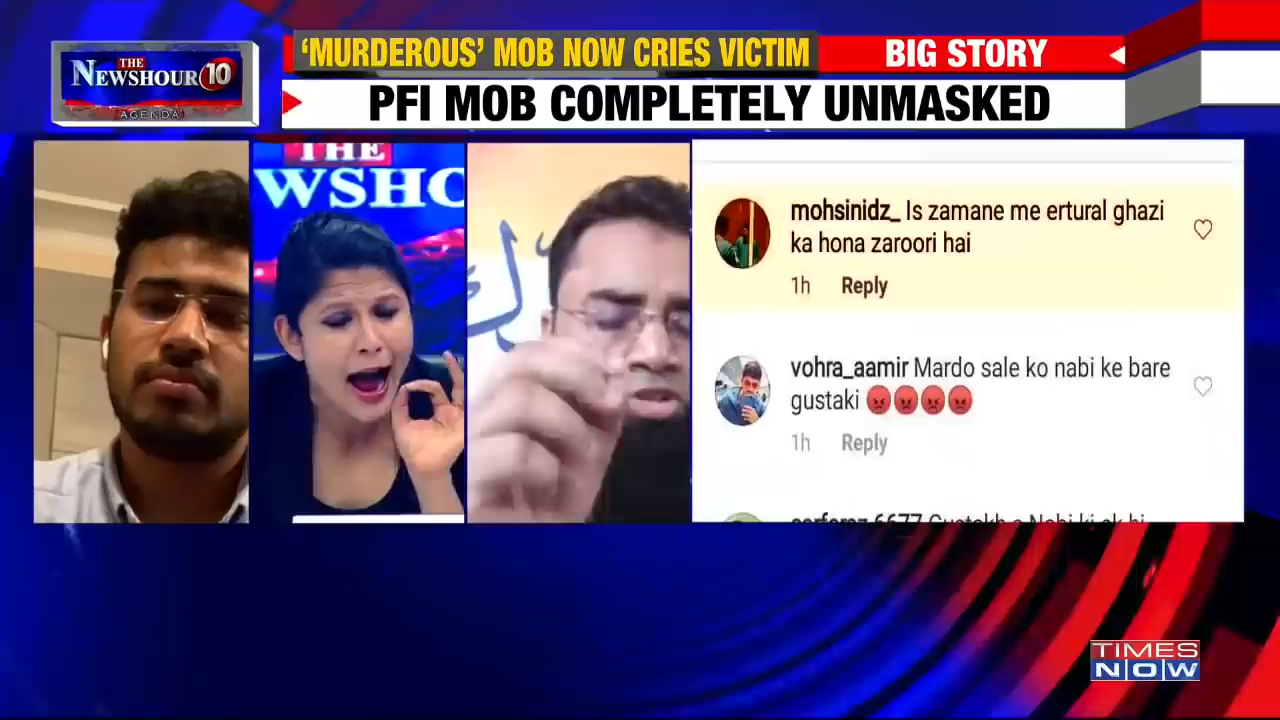 THE
NEWSHOUR 10
AGENDA
'MURDEROUS' MOB NOW CRIES VICTIM
BIG STORY
PFI MOB COMPLETELY UNMASKED
THE
WSHO
mohsinidz_ Is zamane me ertural ghazi
ka hona zaroori hai
1h Reply
vohra_aamir Mardo sale ko nabi ke bare
gustaki 😡😡😡😡
1h Reply
TIMES
NOW